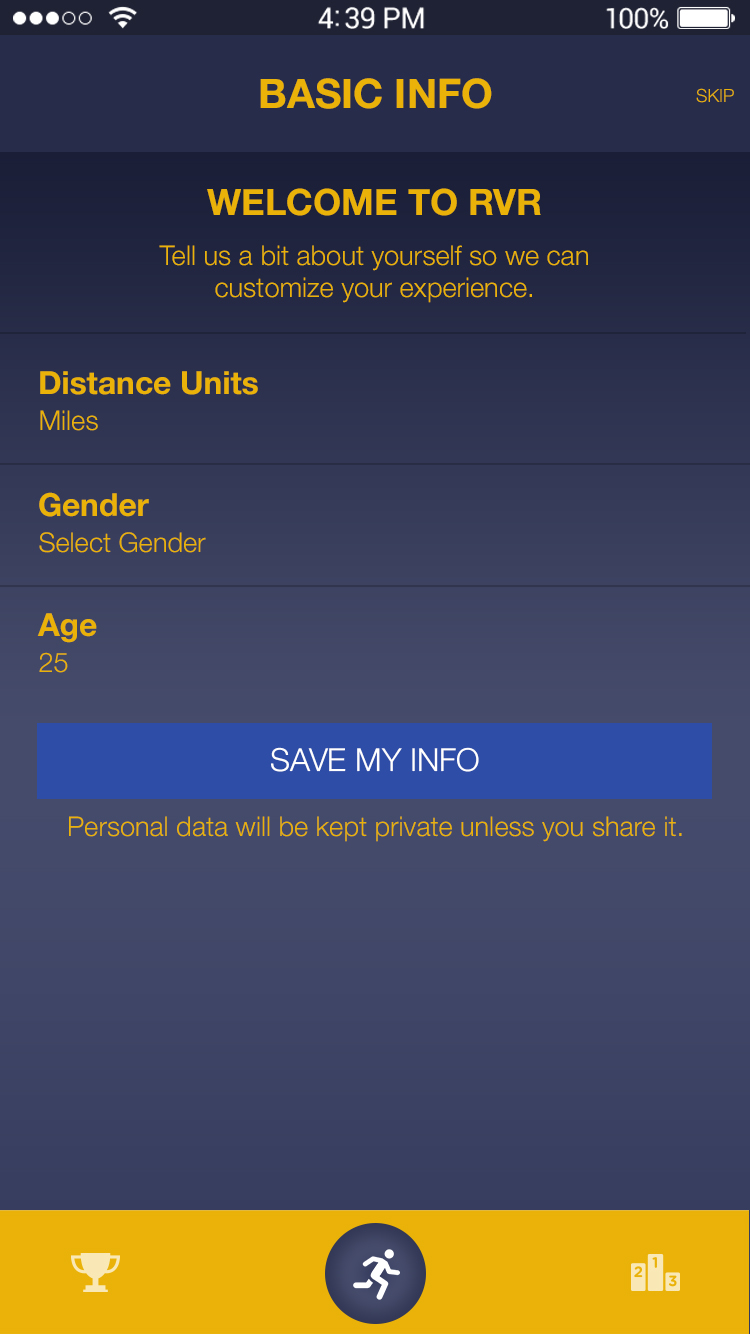 4:39 PM
100%
BASIC INFO
SKIP
WELCOME TO RVR
Tell us a bit about yourself so we can
customize your experience.
Distance Units
Miles
Gender
Select Gender
Age
25
SAVE MY INFO
Personal data will be kept private unless you share it.
2 1 3